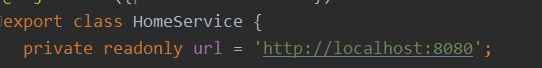 export class HomeService {
private readonly url = 'http://localhost:8080';